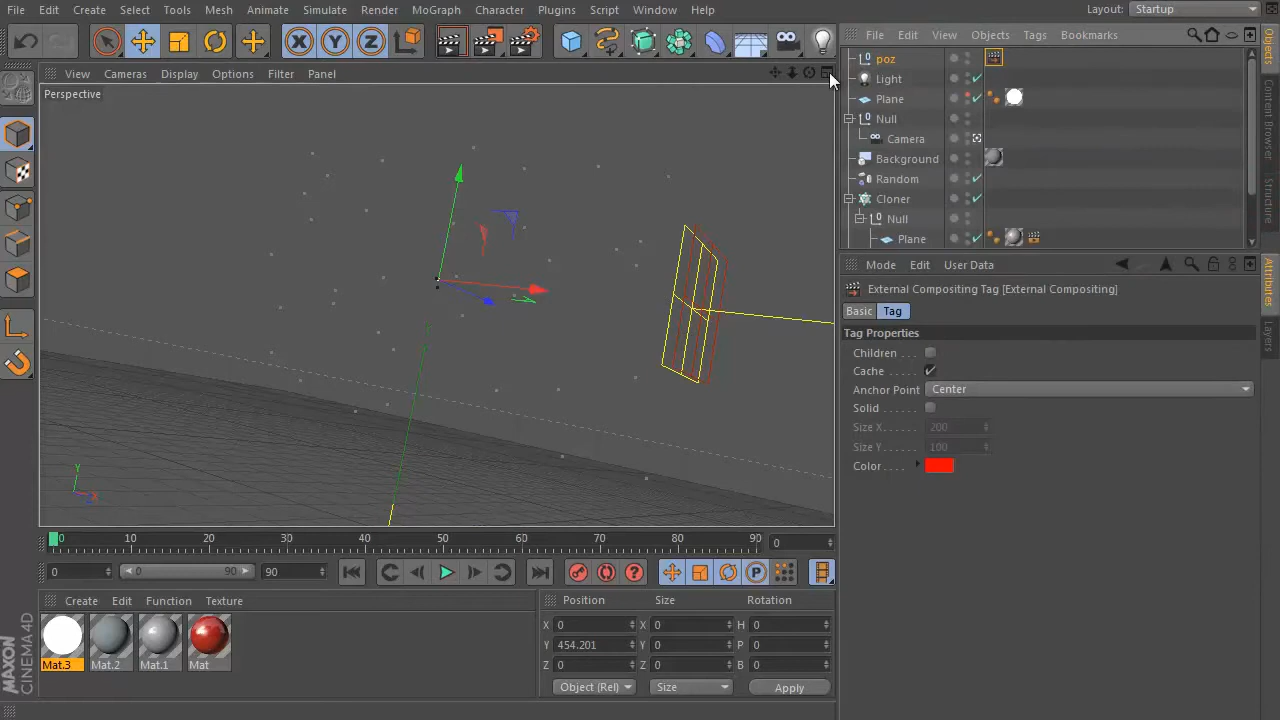 File Edit Create Select Tools Mesh Animate Simulate Render MoGraph Character Plugins Script Window Help Layout: Startup
X Y Z
File Edit View Objects Tags Bookmarks
View Cameras Display Options Filter Panel
Perspective
poz
Light
Plane
Null
Camera
Background
Random
Cloner
Null
Plane
Objects
Content Browser
Structure
Mode Edit User Data
External Compositing Tag [External Compositing]
Basic Tag
Tag Properties
Children
Cache
Anchor Point Center
Solid
Size X 200
Size Y 100
Color
Attributes
Layers
Y
X
Z
0 10 20 30 40 50 60 70 80 90 0
0 0 90 90
P
Create Edit Function Texture
Mat.3 Mat.2 Mat.1 Mat
Position Size Rotation
X 0 X 0 H 0
Y 454.201 Y 0 P 0
Z 0 Z 0 B 0
Object (Rel) Size Apply
MAXON
CINEMA 4D